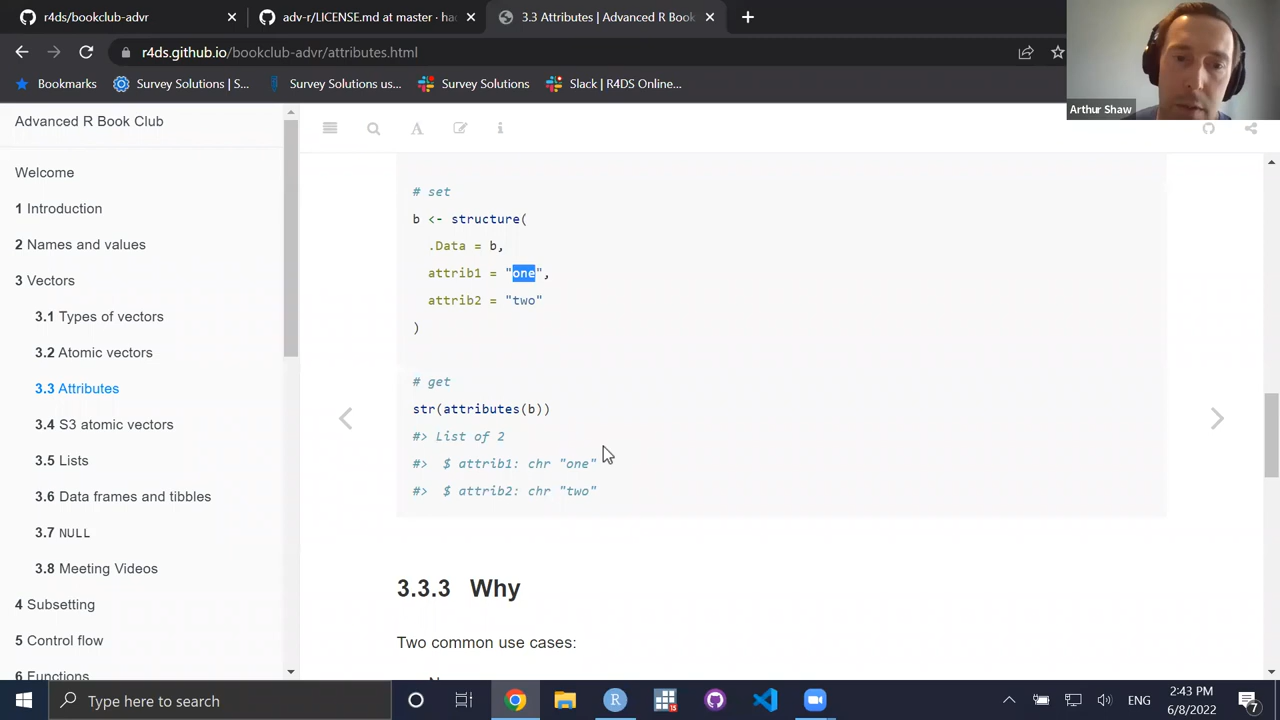 r4ds/bookclub-advr
adv-r/LICENSE.md at master · ha
3.3 Attributes | Advanced R Book
r4ds.github.io/bookclub-advr/attributes.html
Bookmarks
Survey Solutions | S...
Survey Solutions us...
Survey Solutions
Slack | R4DS Onlin...
Arthur Shaw
Advanced R Book Club
Welcome
1 Introduction
2 Names and values
3 Vectors
3.1 Types of vectors
3.2 Atomic vectors
3.3 Attributes
3.4 S3 atomic vectors
3.5 Lists
3.6 Data frames and tibbles
3.7 NULL
3.8 Meeting Videos
4 Subsetting
5 Control flow
6 Functions
# set
b <- structure(
.Data = b,
attrib1 = "one",
attrib2 = "two"
)
# get
str(attributes(b))
#> List of 2
#>  $ attrib1: chr "one"
#>  $ attrib2: chr "two"
3.3.3 Why
Two common use cases:
Type here to search
ENG
2:43 PM
6/8/2022
7